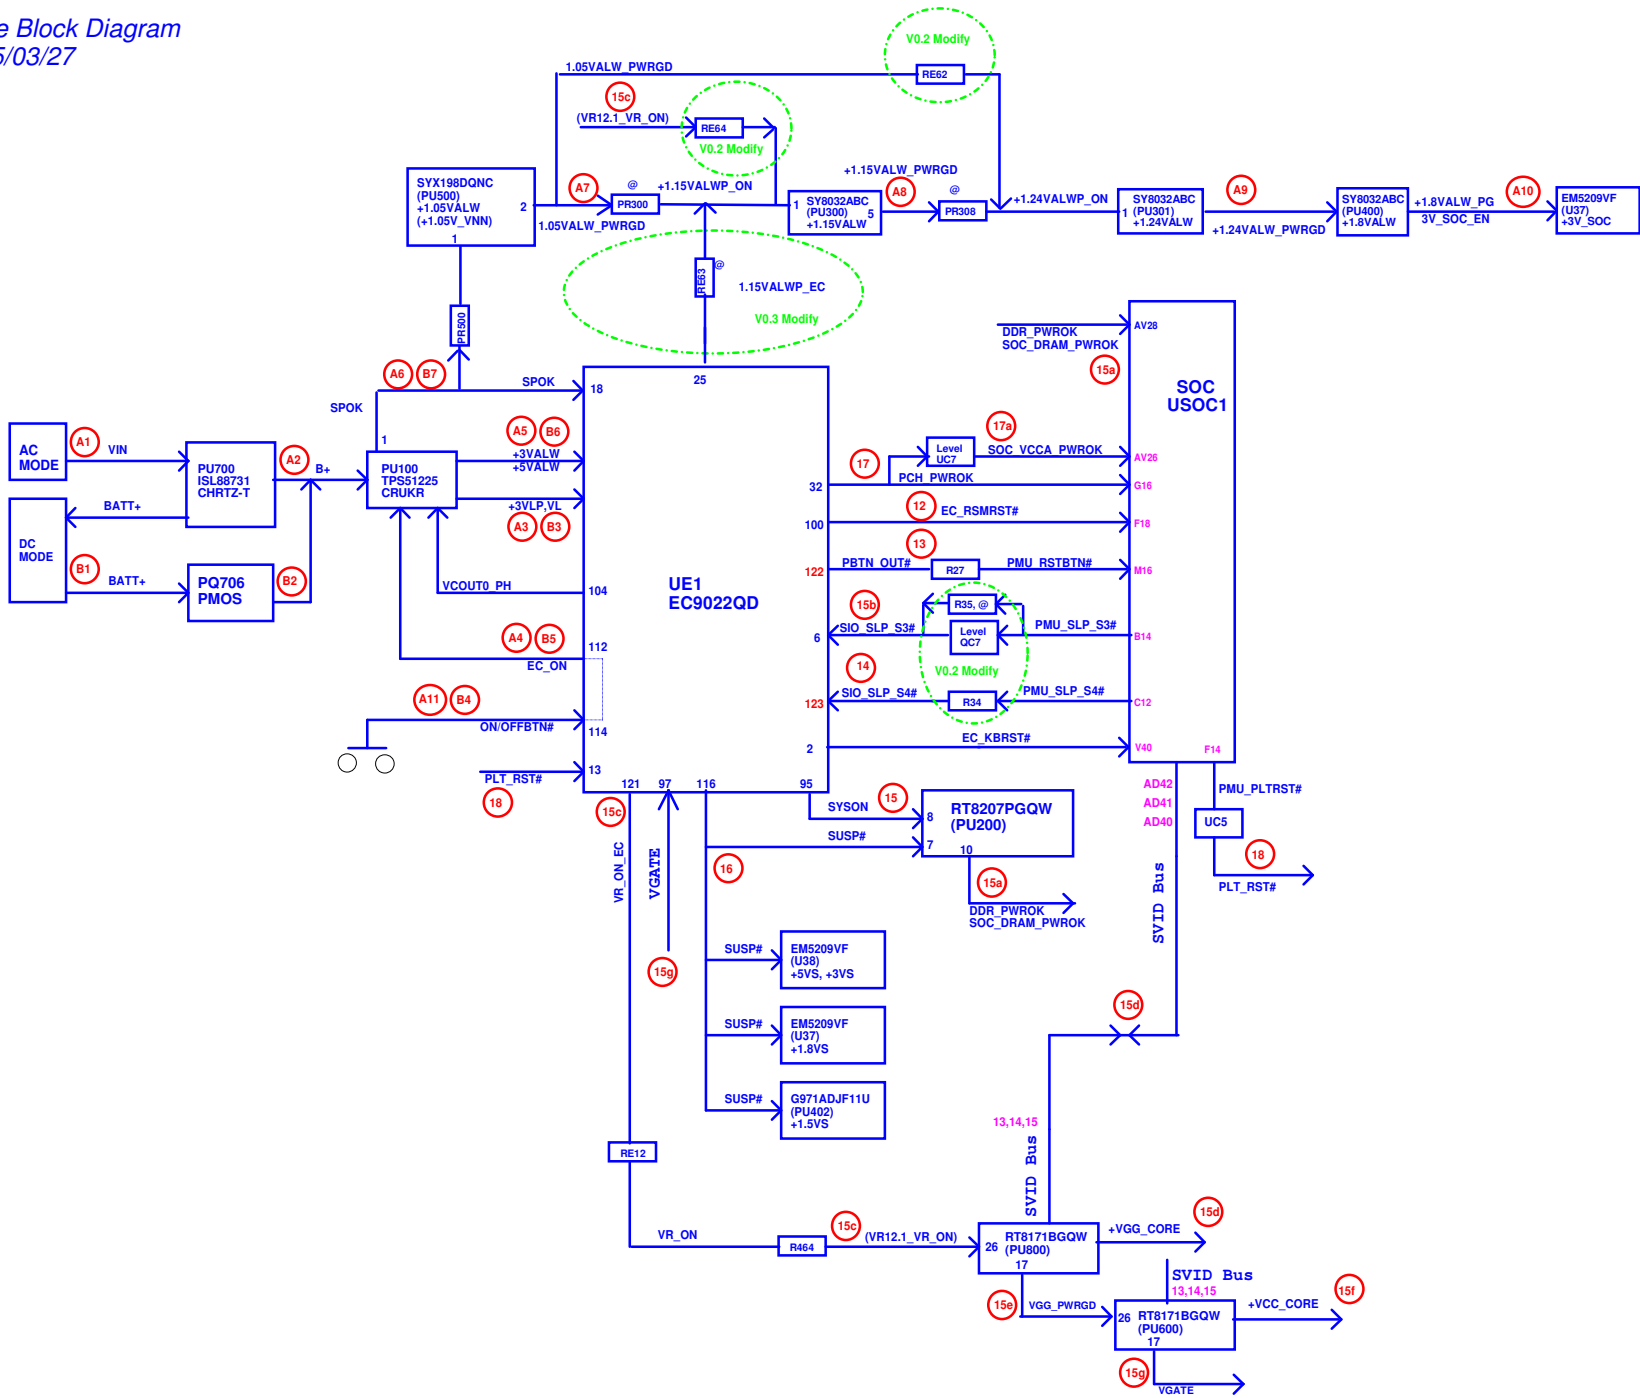 e Block Diagram
5/03/27
V0.2 Modify
1.05VALW_PWRGD
RE62
15c
(VR12.1_VR_ON)
RE64
V0.2 Modify
SYX198DQNC
(PU500)
+1.05VALW
(+1.05V_VNN)
2
1
A7
@
+1.15VALWP_ON
PR300
1.05VALW_PWRGD
+1.15VALW_PWRGD
1
SY8032ABC
(PU300)
+1.15VALW
5
A8
@
PR308
+1.24VALWP_ON
1
SY8032ABC
(PU301)
+1.24VALW
A9
+1.24VALW_PWRGD
SY8032ABC
(PU400)
+1.8VALW
+1.8VALW_PG
3V_SOC_EN
A10
EM5209VF
(U37)
+3V_SOC
RE63
@
1.15VALWP_EC
V0.3 Modify
PR500
A6
B7
SPOK
18
25
SPOK
1
AC
MODE
A1
VIN
PU700
ISL88731
CHRTZ-T
A2
B+
PU100
TPS51225
CRUKR
A5
B6
+3VALW
+5VALW
+3VLP,VL
A3
B3
DC
MODE
BATT+
B1
BATT+
PQ706
PMOS
B2
VCOUT0_PH
104
UE1
EC9022QD
A4
B5
112
EC_ON
A11
B4
ON/OFFBTN#
114
PLT_RST#
13
18
DDR_PWROK
SOC_DRAM_PWROK
AV28
15a
SOC
USOC1
17a
17
Level
UC7
SOC_VCCA_PWROK
AV26
32
PCH_PWROK
G16
12
100
EC_RSMRST#
F18
13
122
PBTN_OUT#
R27
PMU_RSTBTN#
M16
15b
R35, @
6
SIO_SLP_S3#
Level
QC7
PMU_SLP_S3#
B14
14
V0.2 Modify
123
SIO_SLP_S4#
R34
PMU_SLP_S4#
C12
2
EC_KBRST#
V40
F14
121
97
116
95
15c
VR_ON_EC
VGATE
15g
16
SYSON
15
8
RT8207PGQW
(PU200)
SUSP#
7
10
15a
DDR_PWROK
SOC_DRAM_PWROK
AD42
AD41
AD40
PMU_PLTRST#
UC5
18
PLT_RST#
SVID Bus
SUSP#
EM5209VF
(U38)
+5VS, +3VS
SUSP#
EM5209VF
(U37)
+1.8VS
SUSP#
G971ADJF11U
(PU402)
+1.5VS
15d
13,14,15
SVID Bus
RE12
VR_ON
R464
15c
(VR12.1_VR_ON)
26
RT8171BGQW
(PU800)
17
+VGG_CORE
15d
15e
VGG_PWRGD
SVID Bus
13,14,15
26
RT8171BGQW
(PU600)
17
+VCC_CORE
15f
15g
VGATE